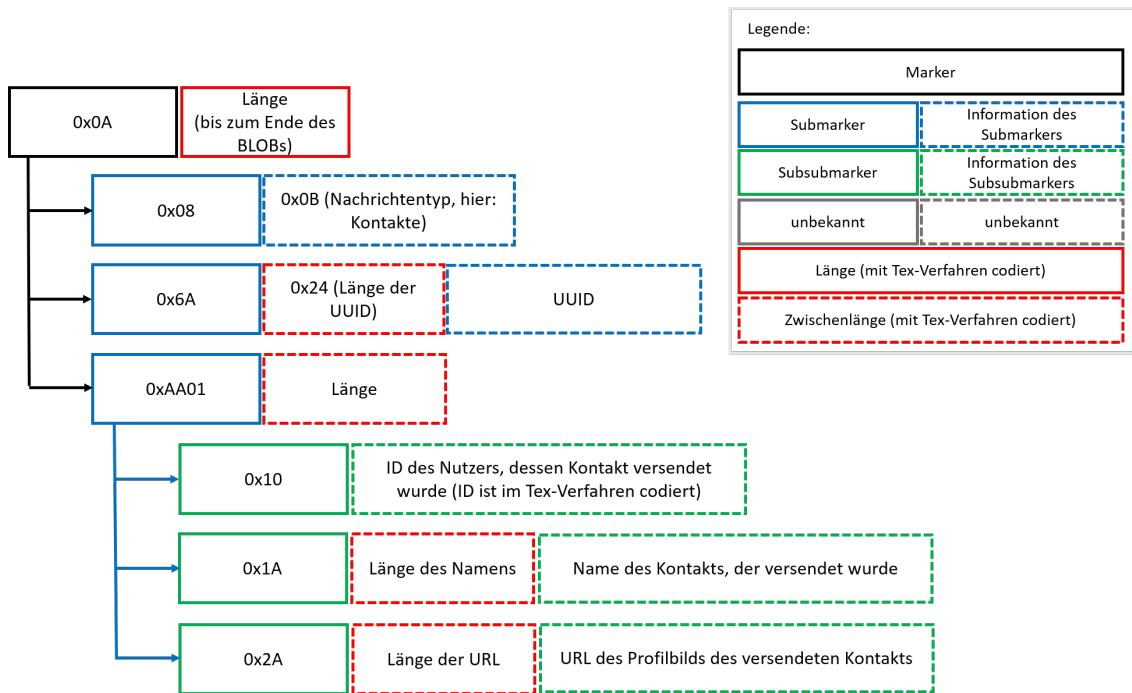 Legende:
Marker
Submarker
Information des
Submarkers
Subsubmarker
Information des
Subsubmarkers
unbekannt
unbekannt
Länge (mit Tex-Verfahren codiert)
Zwischenlänge (mit Tex-Verfahren codiert)
0x0A
Länge
(bis zum Ende des
BLOBs)
0x08
0x0B (Nachrichtentyp, hier:
Kontakte)
0x6A
0x24 (Länge der
UUID)
UUID
0xAA01
Länge
0x10
ID des Nutzers, dessen Kontakt versendet
wurde (ID ist im Tex-Verfahren codiert)
0x1A
Länge des Namens
Name des Kontakts, der versendet wurde
0x2A
Länge der URL
URL des Profilbilds des versendeten Kontakts